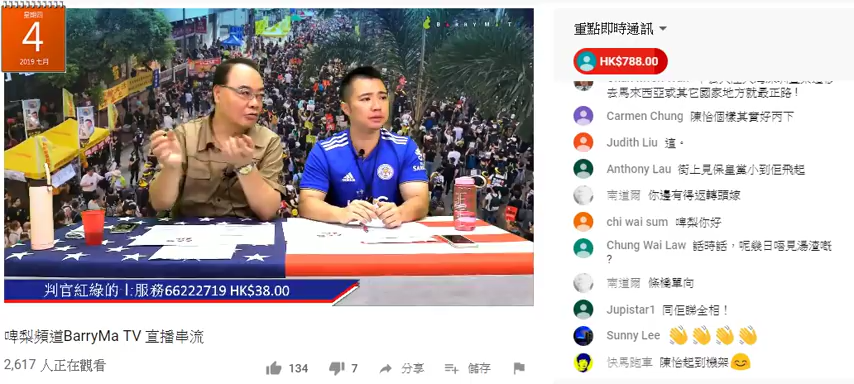 星期四
4
2019 七月
BARRYMA T
判官紅綠的士服務66222719 HK$38.00
啤梨頻道BarryMa TV 直播串流
2,617 人正在觀看
134
7
分享
儲存
重點即時通訊
HK$788.00
去馬來西亞或其它國家地方就最正路!
Carmen Chung 陳怡個樣其實好丙下
Judith Liu 這。
Anthony Lau 街上見保皇黨小到佢飛起
南道爾 你邊有得返轉頭嫁
chi wai sum 啤梨你好
Chung Wai Law 話時話，呢幾日唔見湯渣嘅
?
南道爾 條橋單向
Jupistar1 同佢睇全相！
Sunny Lee 👏👏👏👏
快馬跑車 陳怡起到機架😊